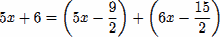 5x + 6 = (5x − 9/2) + (6x − 15/2)